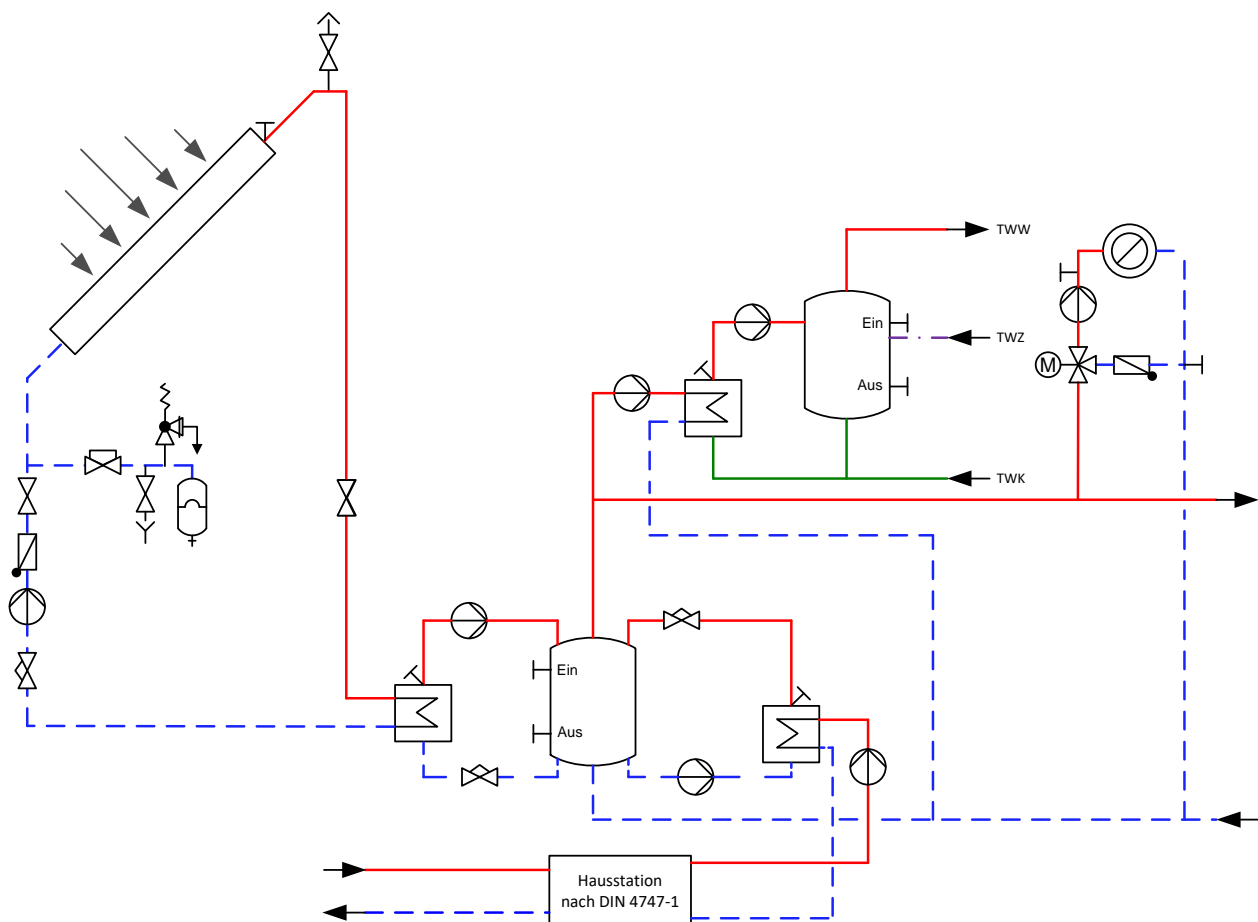 TWW
Ein
TWZ
M
Aus
TWK
Ein
Aus
Hausstation
nach DIN 4747-1